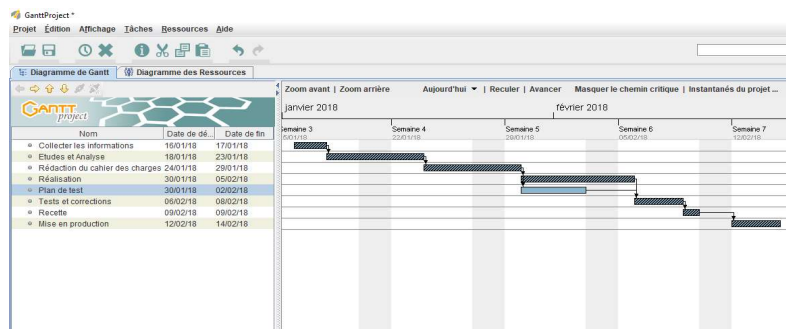 GanttProject *
Projet Édition Affichage Tâches Ressources Aide
Diagramme de Gantt Diagramme des Ressources
Zoom avant | Zoom arrière Aujourd'hui | Reculer | Avancer Masquer le chemin critique | Instantanés du projet ...
GANTT project
janvier 2018 février 2018
Nom Date de dé... Date de fin
Semaine 3 Semaine 4 Semaine 5 Semaine 6 Semaine 7
15/01/18 22/01/18 29/01/18 05/02/18 12/02/18
Collecter les informations 16/01/18 17/01/18
Etudes et Analyse 18/01/18 23/01/18
Rédaction du cahier des charges 24/01/18 29/01/18
Réalisation 30/01/18 05/02/18
Plan de test 30/01/18 02/02/18
Tests et corrections 06/02/18 08/02/18
Recette 09/02/18 09/02/18
Mise en production 12/02/18 14/02/18